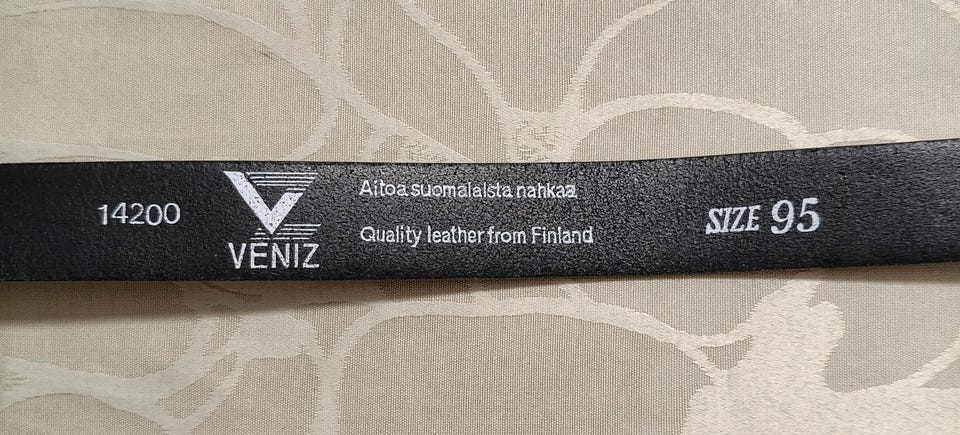 14200
VENIZ
Aitoa suomalaista nahkaa
Quality leather from Finland
SIZE 95